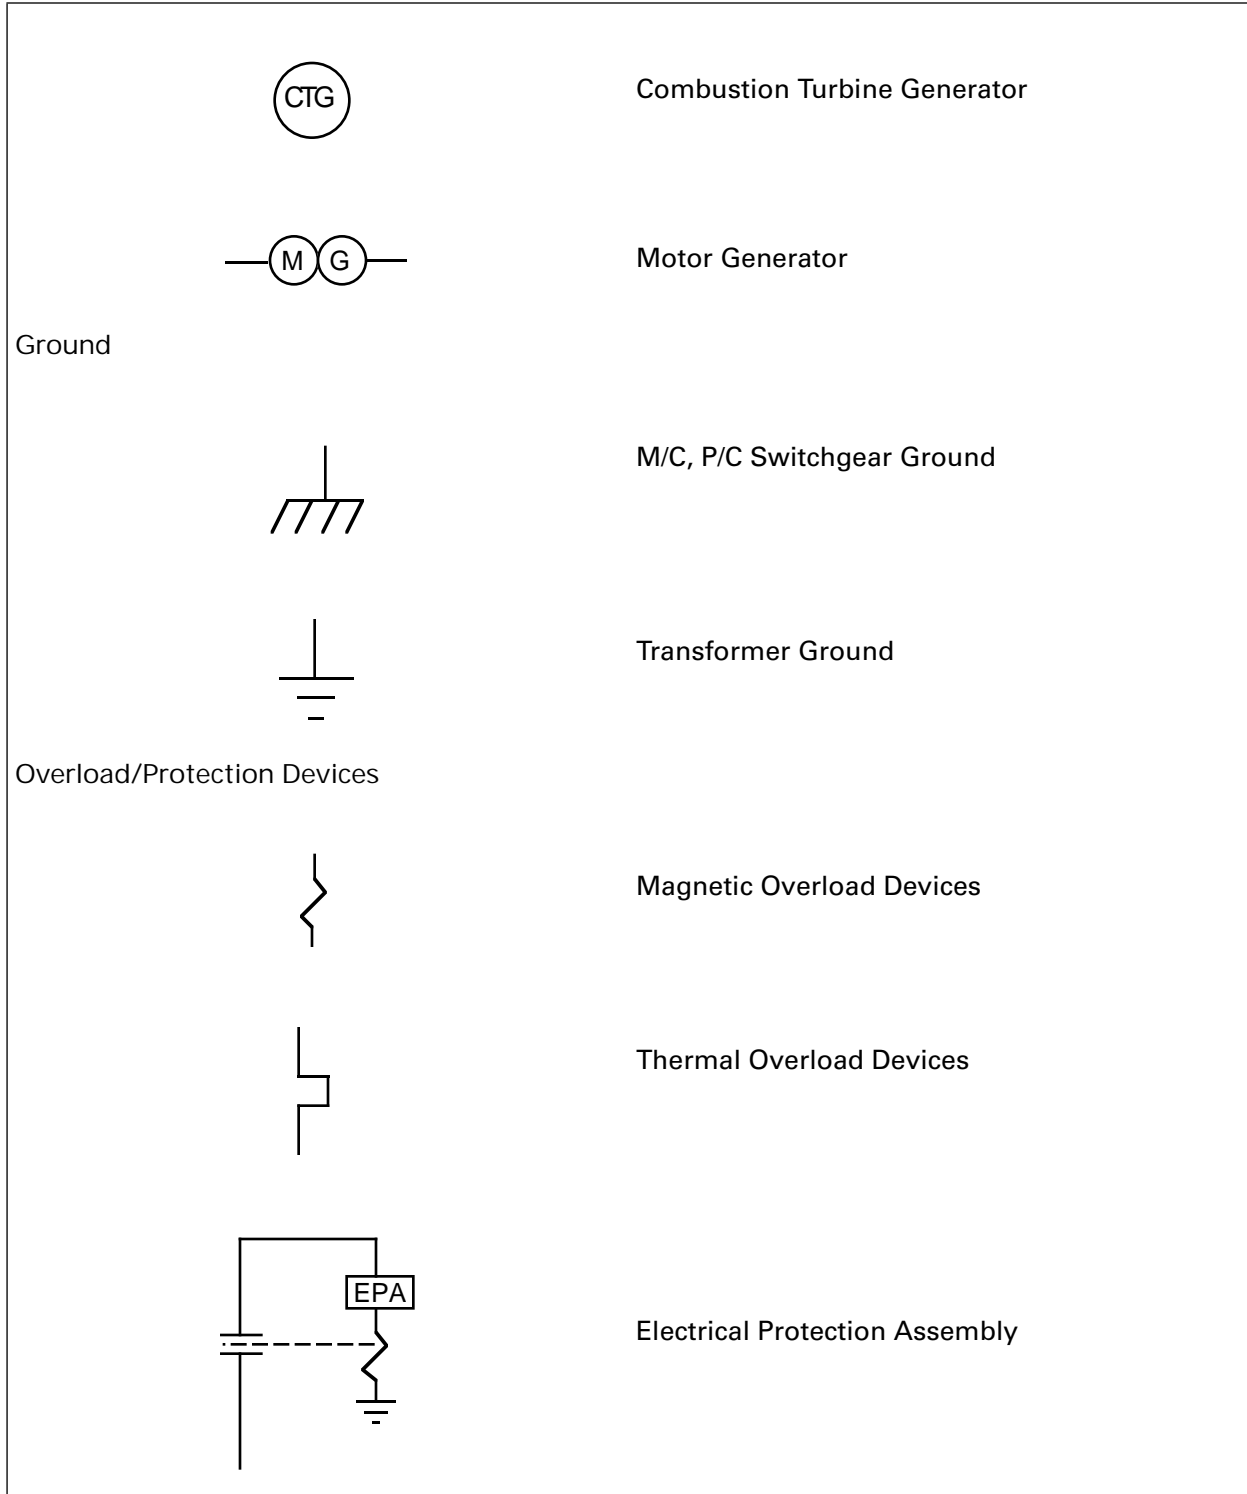 CTG
Combustion Turbine Generator
M G
Motor Generator
Ground
M/C, P/C Switchgear Ground
Transformer Ground
Overload/Protection Devices
Magnetic Overload Devices
Thermal Overload Devices
EPA
Electrical Protection Assembly